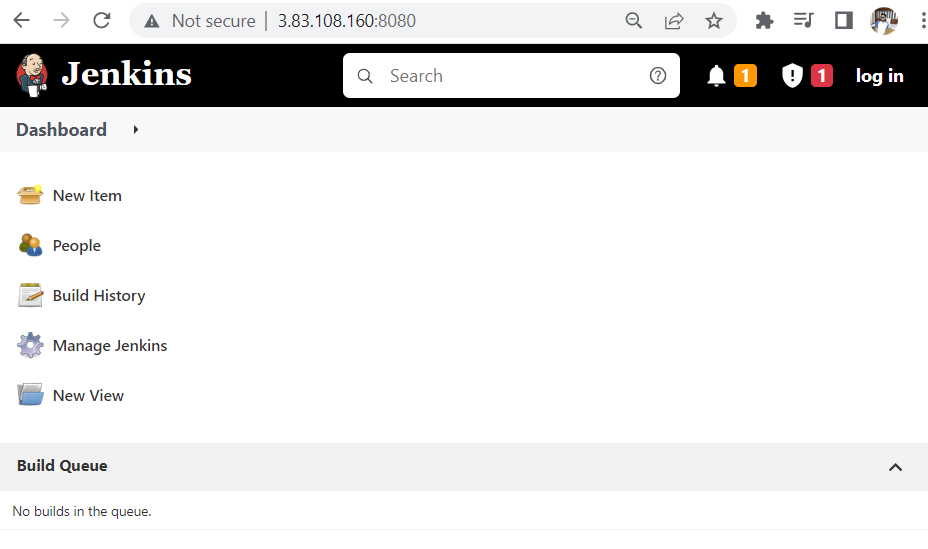 Not secure | 3.83.108.160:8080
Jenkins Search 1 1 log in
Dashboard
New Item
People
Build History
Manage Jenkins
New View
Build Queue
No builds in the queue.